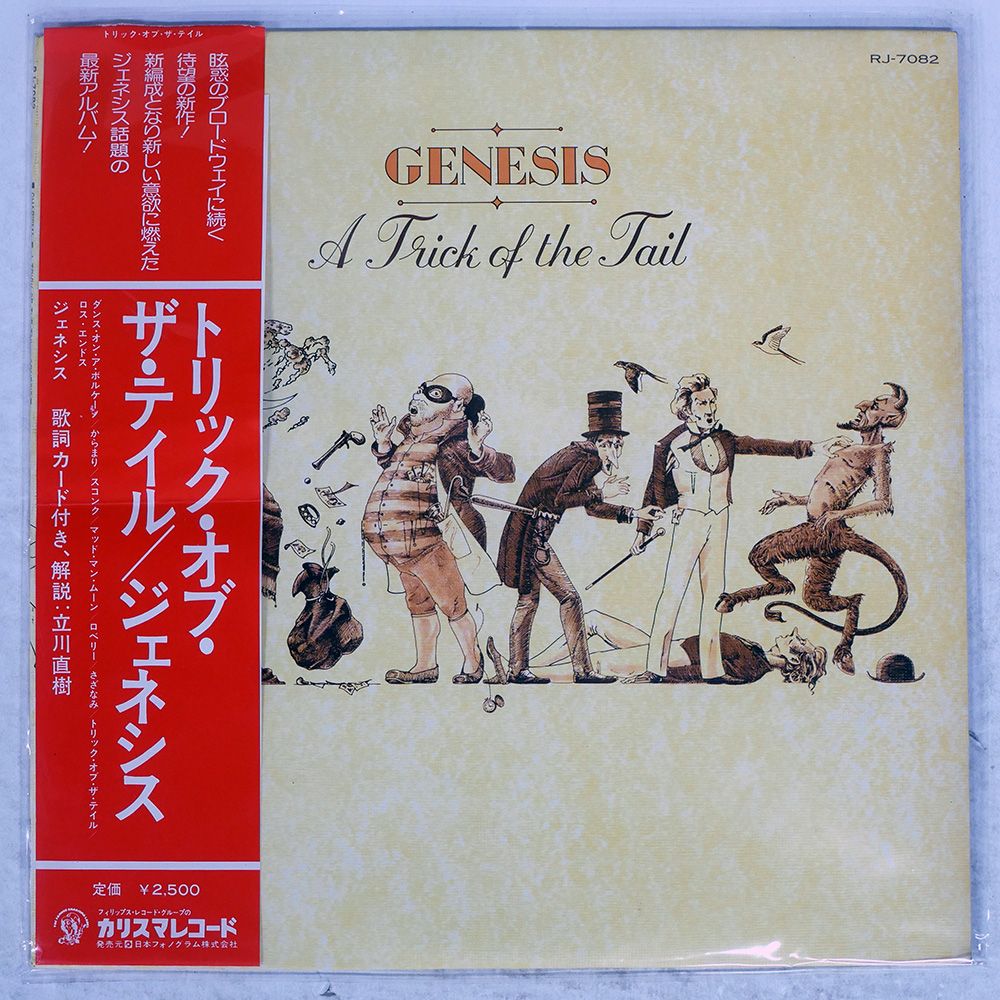 トリック・オブ・ザ・テイル
眩惑のブロードウェイに続く
待望の新作!
新編成となり新しい意欲に燃えた
ジェネシス話題の
最新アルバム!
トリック・オブ・
ザ・テイル/ジェネシス
ダンス・オン・ア・ボルケーノ/からまり/スコンク/マッド・マン・ムーン/ロベリー/さざなみ/トリック・オブ・ザ・テイル/
ロス・エンドス
ジェネシス 歌詞カード付き、解説:立川直樹
定価 ¥2,500
フィリップス・レコード・グループの
カリスマレコード
発売元 日本フォノグラム株式会社
RJ-7082
GENESIS
A Trick of the Tail
RJ-7082